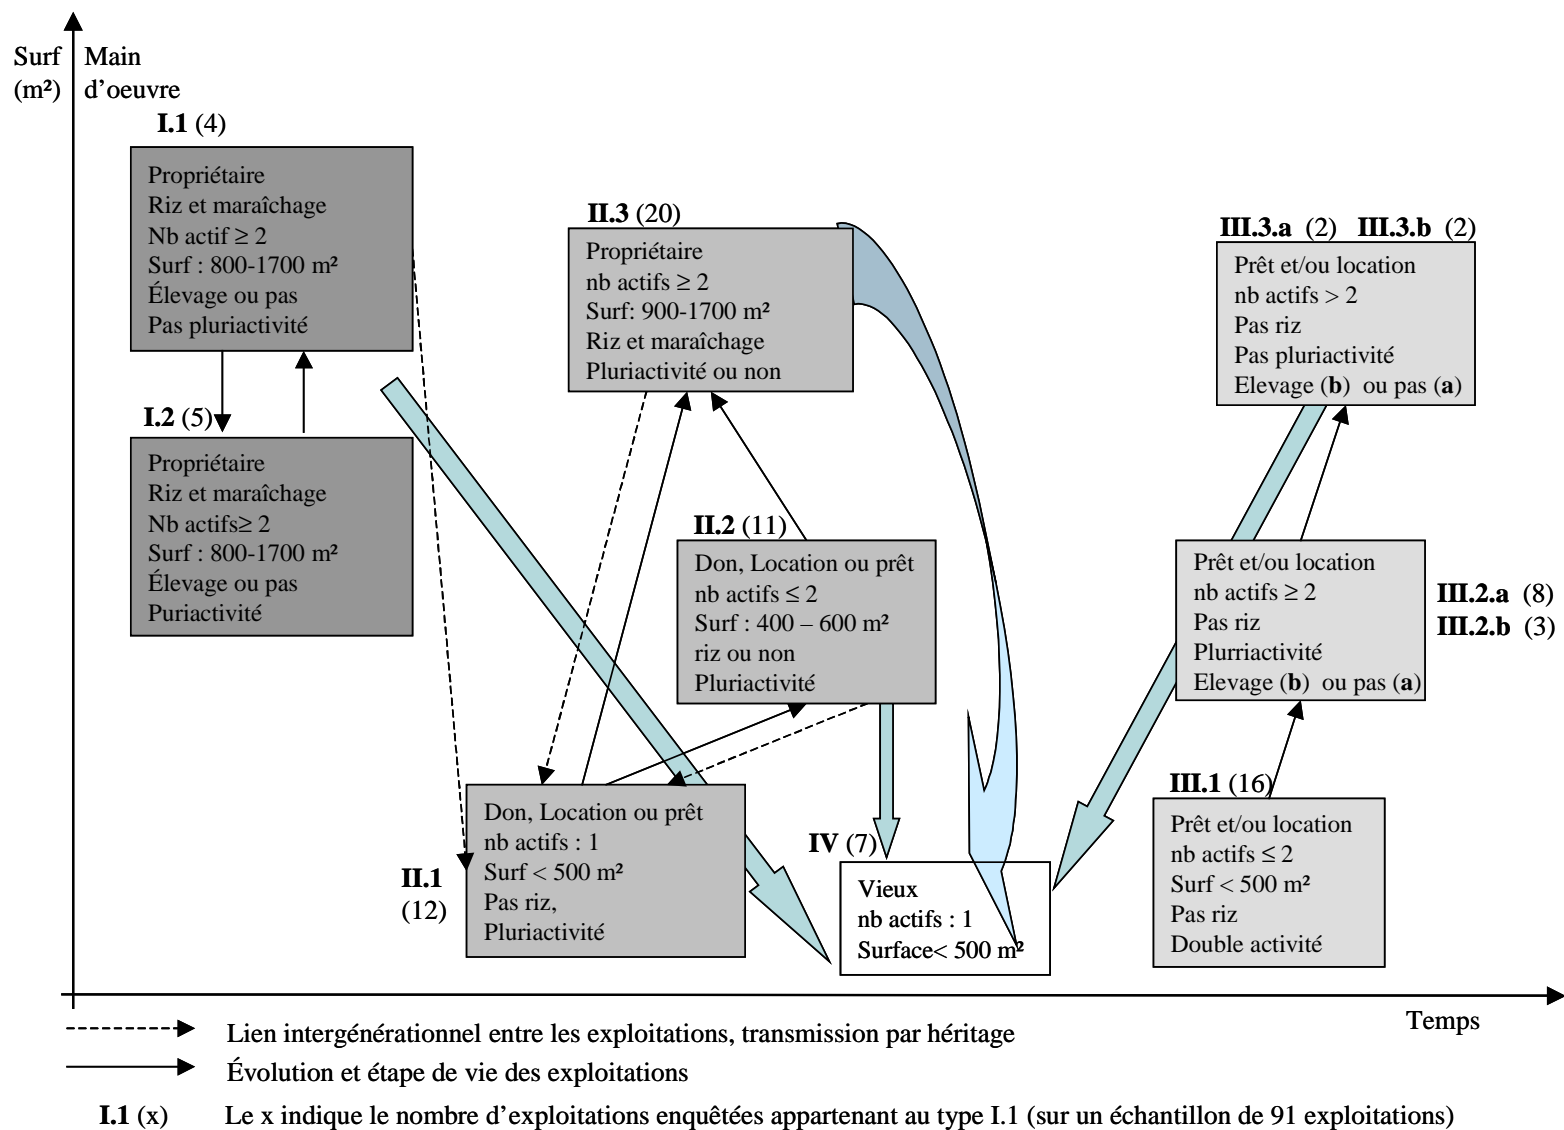 Surf
(m²)
Main
d’oeuvre
I.1 (4)
Propriétaire
Riz et maraîchage
Nb actif ≥ 2
Surf : 800-1700 m²
Élevage ou pas
Pas pluriactivité
I.2 (5)
Propriétaire
Riz et maraîchage
Nb actifs≥ 2
Surf : 800-1700 m²
Élevage ou pas
Puriactivité
II.3 (20)
Propriétaire
nb actifs ≥ 2
Surf: 900-1700 m²
Riz et maraîchage
Pluriactivité ou non
II.2 (11)
Don, Location ou prêt
nb actifs ≤ 2
Surf : 400 – 600 m²
riz ou non
Pluriactivité
II.1
(12)
Don, Location ou prêt
nb actifs : 1
Surf < 500 m²
Pas riz,
Pluriactivité
IV (7)
Vieux
nb actifs : 1
Surface< 500 m²
III.3.a (2) III.3.b (2)
Prêt et/ou location
nb actifs > 2
Pas riz
Pas pluriactivité
Elevage (b) ou pas (a)
Prêt et/ou location
nb actifs ≥ 2
Pas riz
Plurriactivité
Elevage (b) ou pas (a)
III.2.a (8)
III.2.b (3)
III.1 (16)
Prêt et/ou location
nb actifs ≤ 2
Surf < 500 m²
Pas riz
Double activité
Temps
Lien intergénérationnel entre les exploitations, transmission par héritage
Évolution et étape de vie des exploitations
I.1 (x) Le x indique le nombre d’exploitations enquêtées appartenant au type I.1 (sur un échantillon de 91 exploitations)